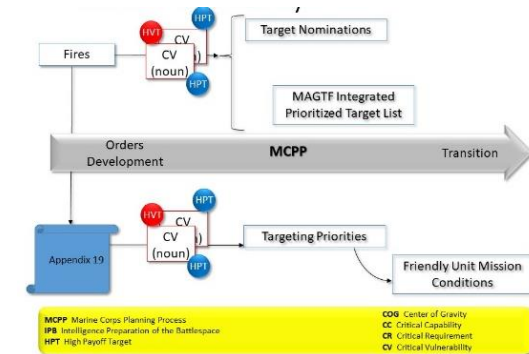 HPT
HVT
CV
Fires
CV
(noun)
HPT
Target Nominations
MAGTF Integrated
Prioritized Target List
Orders
Development
MCPP
Transition
HPT
HVT
CV
CV
(noun)
HPT
Appendix 19
Targeting Priorities
Friendly Unit Mission
Conditions
MCPP Marine Corps Planning Process
IPB Intelligence Preparation of the Battlespace
HPT High Payoff Target
COG Center of Gravity
CC Critical Capability
CR Critical Requirement
CV Critical Vulnerability